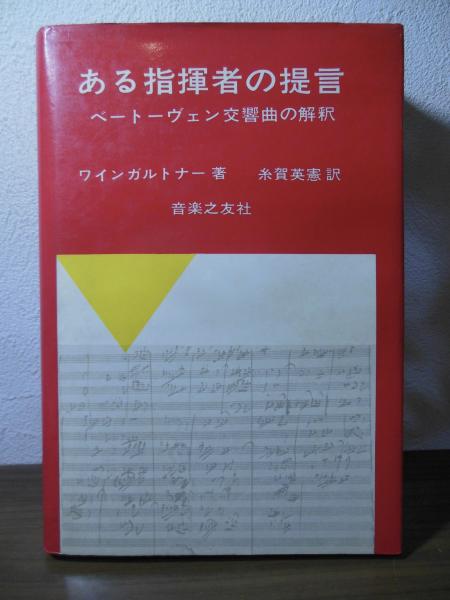 ある指揮者の提言
ベートーヴェン交響曲の解釈
ワインガルトナー著 糸賀英憲訳
音楽之友社